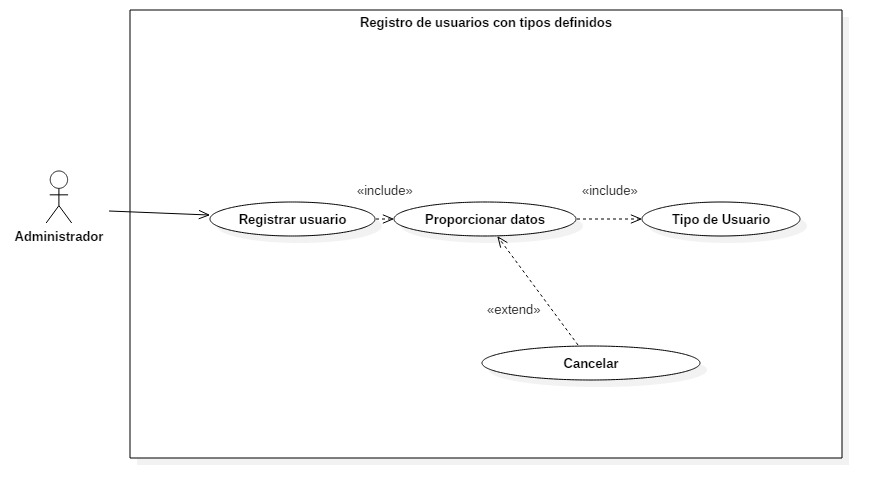 Registro de usuarios con tipos definidos
«include»
«include»
Registrar usuario
Proporcionar datos
Tipo de Usuario
Administrador
«extend»
Cancelar